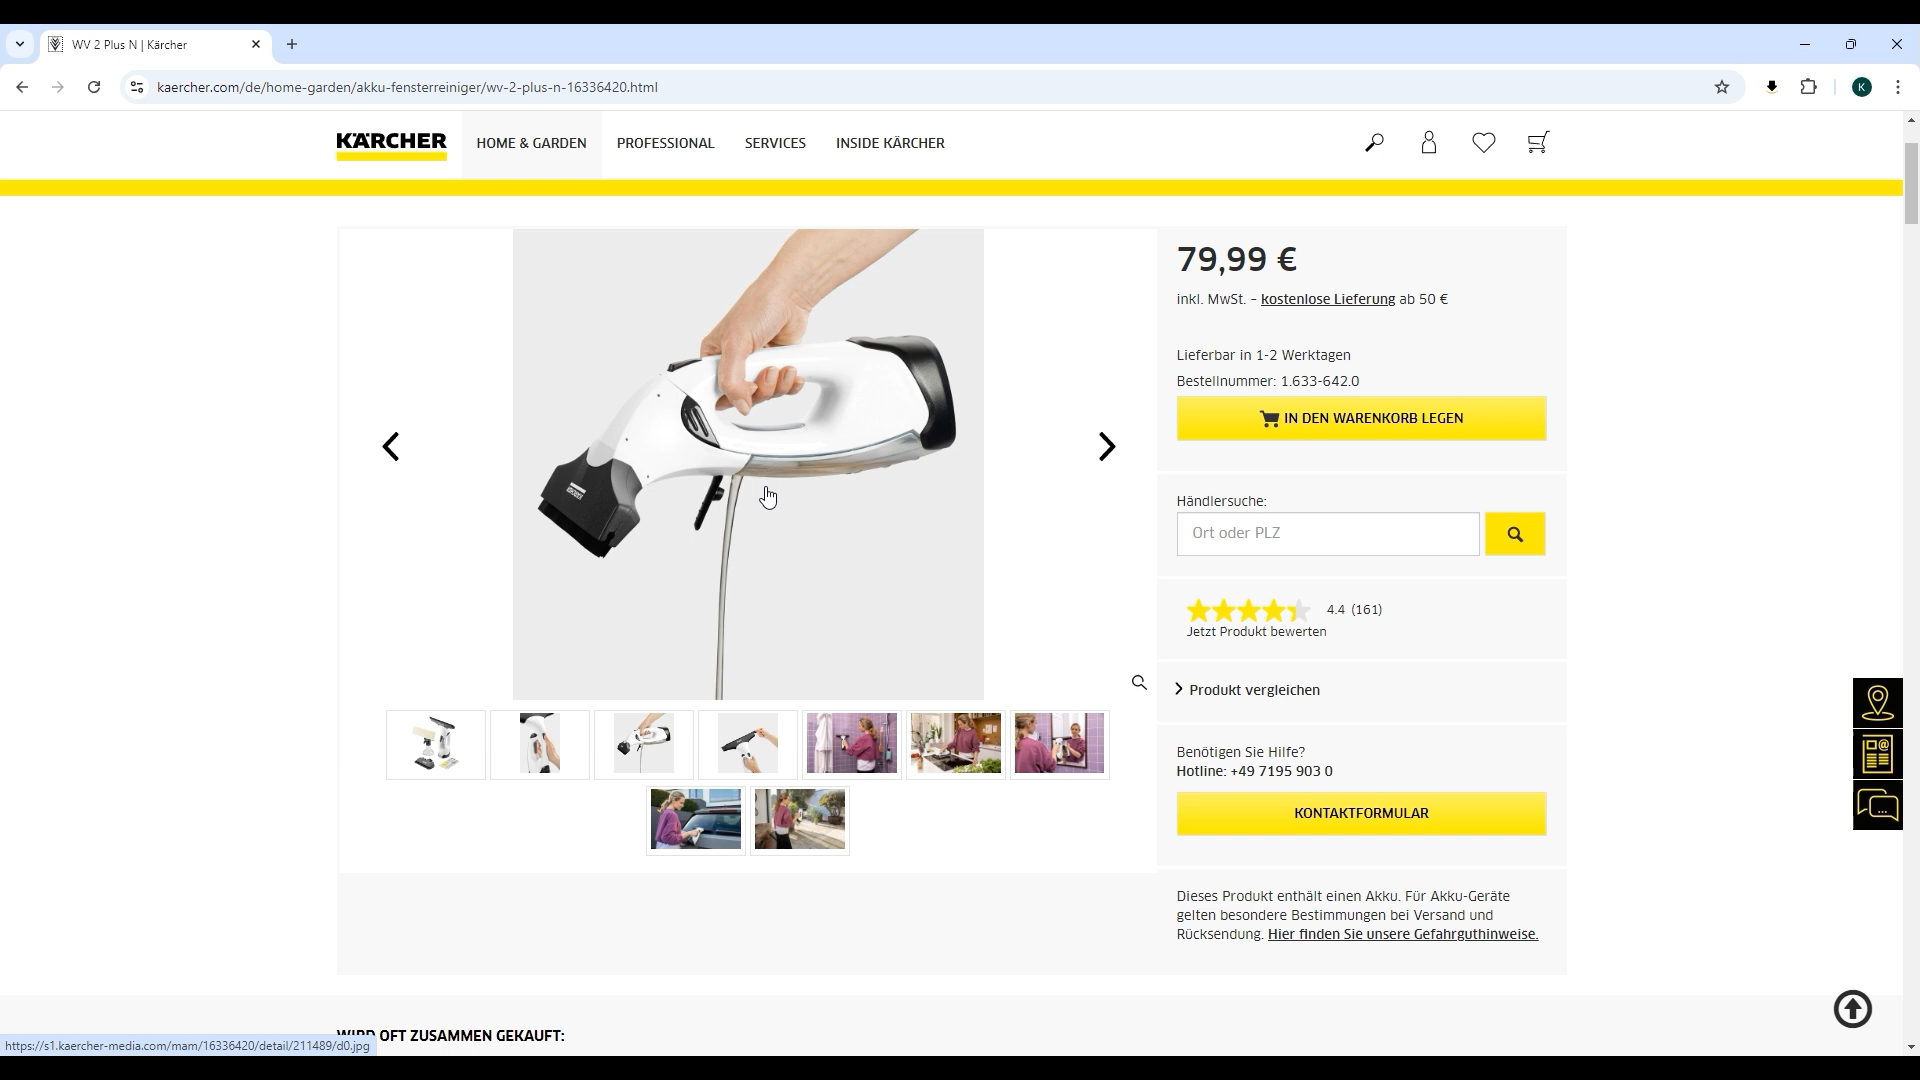 WV 2 Plus N | Kärcher
kaercher.com/de/home-garden/akku-fensterreiniger/wv-2-plus-n-16336420.html
K
KÄRCHER
HOME & GARDEN
PROFESSIONAL
SERVICES
INSIDE KÄRCHER
79,99 €
inkl. MwSt. - kostenlose Lieferung ab 50 €
Lieferbar in 1-2 Werktagen
Bestellnummer: 1.633-642.0
IN DEN WARENKORB LEGEN
Händlersuche:
Ort oder PLZ
KÄRCHER
4.4 (161)
Jetzt Produkt bewerten
Produkt vergleichen
Benötigen Sie Hilfe?
Hotline: +49 7195 903 0
KONTAKTFORMULAR
Dieses Produkt enthält einen Akku. Für Akku-Geräte
gelten besondere Bestimmungen bei Versand und
Rücksendung. Hier finden Sie unsere Gefahrguthinweise.
WIRD OFT ZUSAMMEN GEKAUFT:
https://s1.kaercher-media.com/mam/16336420/detail/211489/d0.jpg